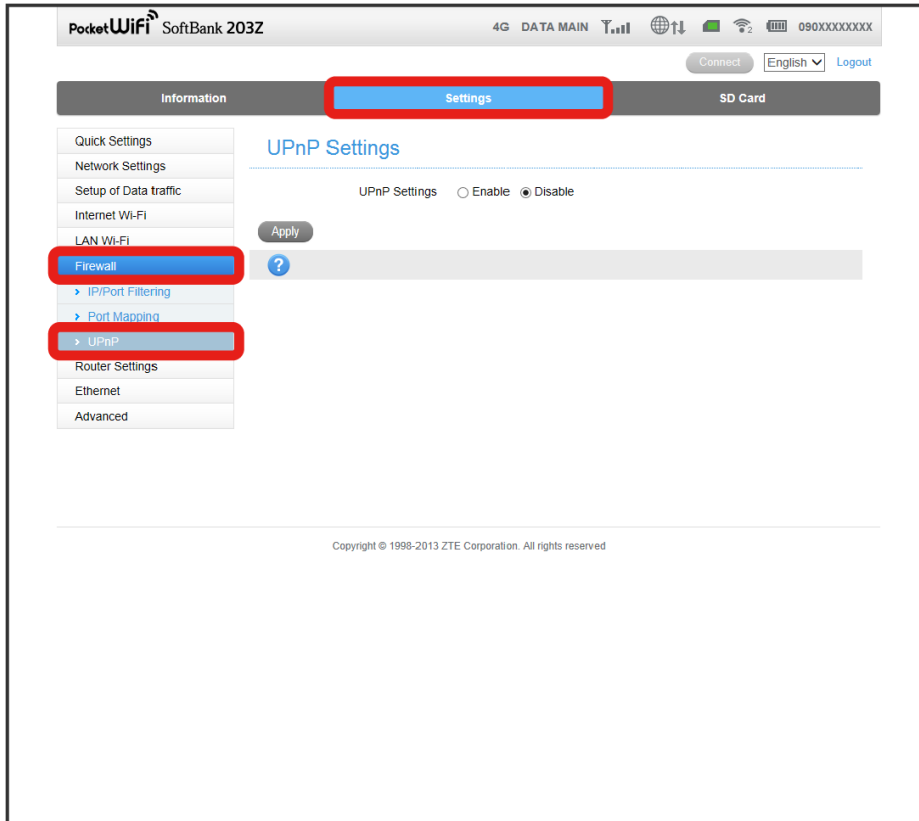 PocketWiFi SoftBank 203Z 4G DATA MAIN 2 090XXXXXXXX
Connect English Logout
Information Settings SD Card
Quick Settings
Network Settings
Setup of Data traffic
Internet Wi-Fi
LAN Wi-Fi
Firewall
> IP/Port Filtering
> Port Mapping
> UPnP
Router Settings
Ethernet
Advanced
UPnP Settings
UPnP Settings Enable Disable
Apply
?
Copyright © 1998-2013 ZTE Corporation. All rights reserved